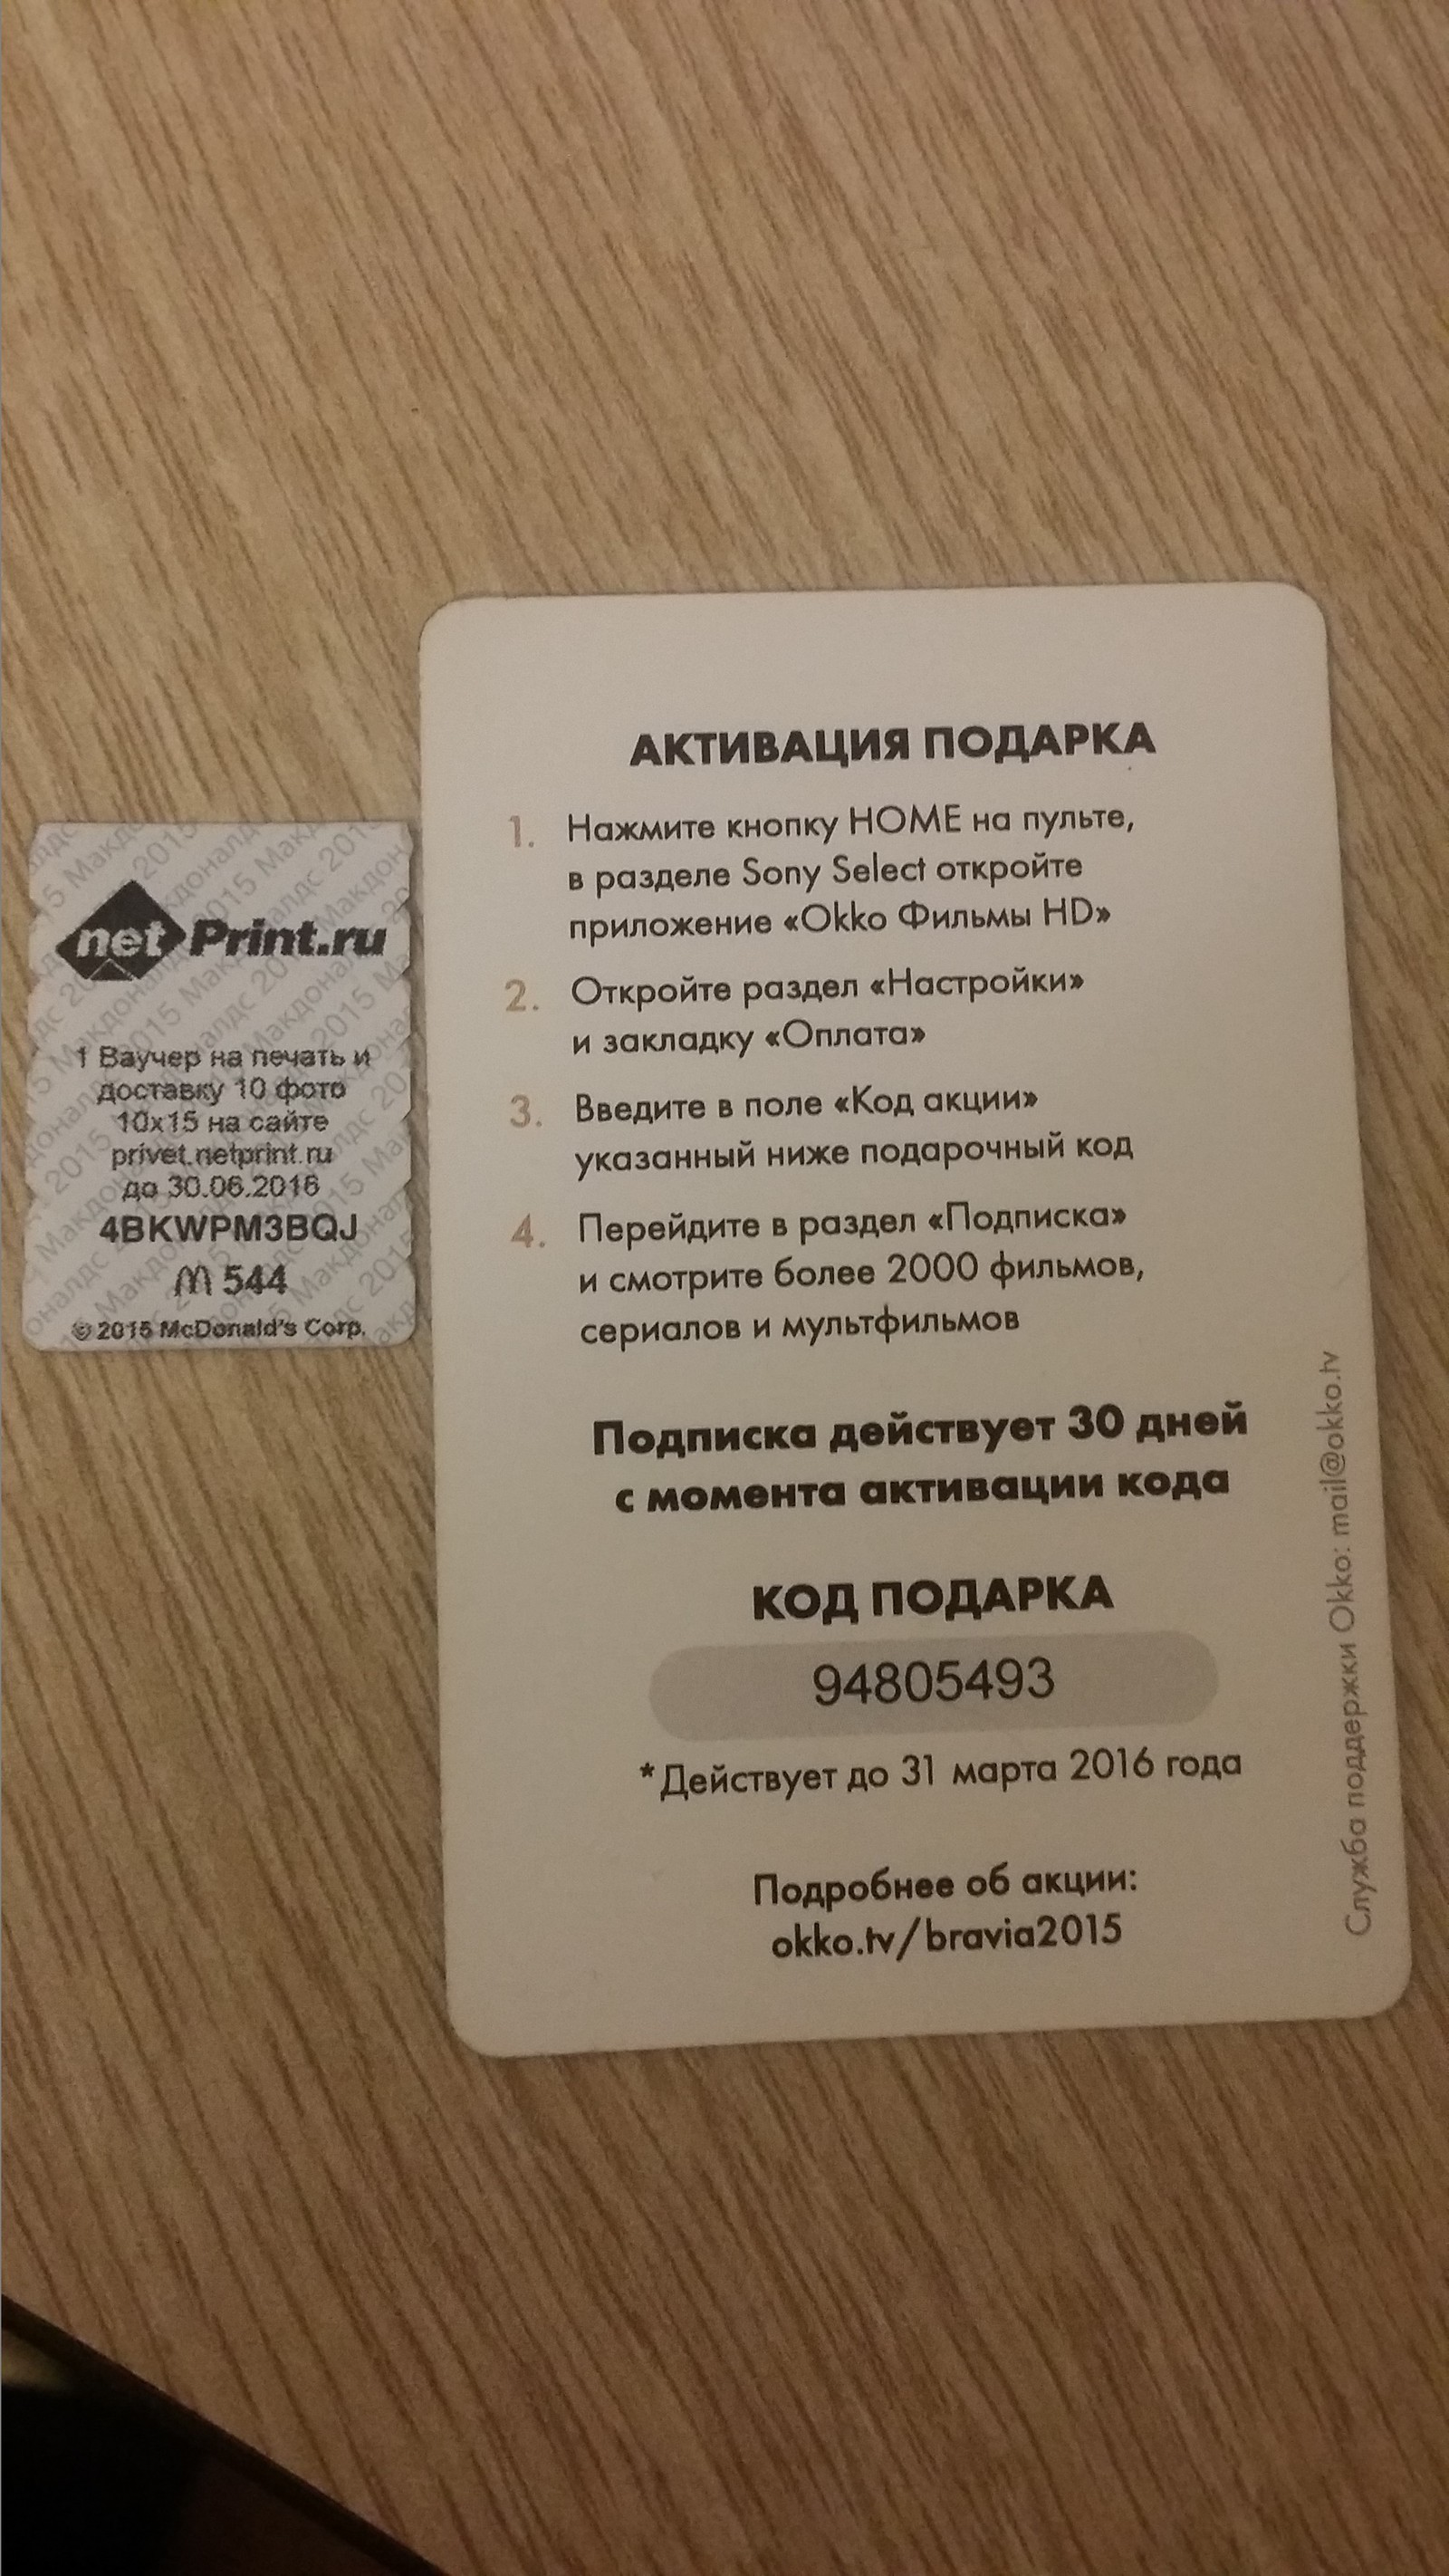 netPrint.ru
1 Ваучер на печать и
доставку 10 фото
10x15 на сайте
privet.netprint.ru
до 30.06.2016
4BKWPM3BQJ
544
© 2015 McDonald's Corp.
АКТИВАЦИЯ ПОДАРКА
1. Нажмите кнопку HOME на пульте,
в разделе Sony Select откройте
приложение «Okko Фильмы HD»
2. Откройте раздел «Настройки»
и закладку «Оплата»
3. Введите в поле «Код акции»
указанный ниже подарочный код
4. Перейдите в раздел «Подписка»
и смотрите более 2000 фильмов,
сериалов и мультфильмов
Подписка действует 30 дней
с момента активации кода
КОД ПОДАРКА
94805493
*Действует до 31 марта 2016 года
Подробнее об акции:
okko.tv/bravia2015
Служба поддержки Okko: mail@okko.tv